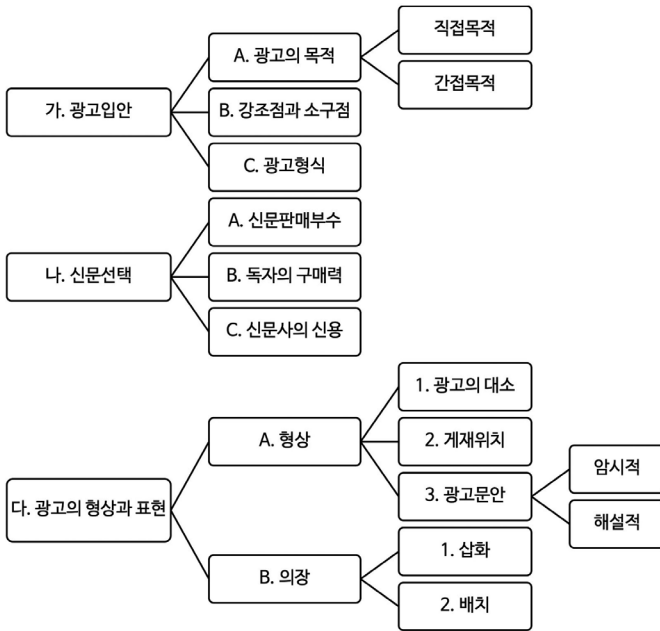 가. 광고입안
A. 광고의 목적
직접목적
간접목적
B. 강조점과 소구점
C. 광고형식
나. 신문선택
A. 신문판매부수
B. 독자의 구매력
C. 신문사의 신용
다. 광고의 형상과 표현
A. 형상
1. 광고의 대소
2. 게재위치
3. 광고문안
암시적
해설적
B. 의장
1. 삽화
2. 배치